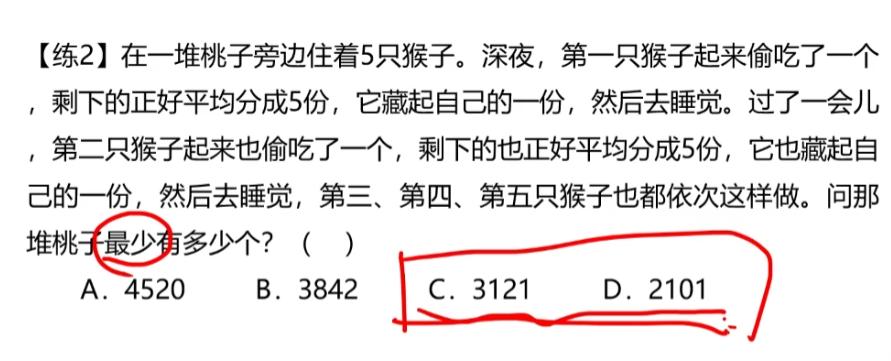 【练2】在一堆桃子旁边住着5只猴子。深夜，第一只猴子起来偷吃了一个
，剩下的正好平均分成5份，它藏起自己的一份，然后去睡觉。过了一会儿
，第二只猴子起来也偷吃了一个，剩下的也正好平均分成5份，它也藏起自
己的一份，然后去睡觉，第三、第四、第五只猴子也都依次这样做。问那
堆桃子最少有多少个？（ ）
A．4520 B．3842 C．3121 D．2101